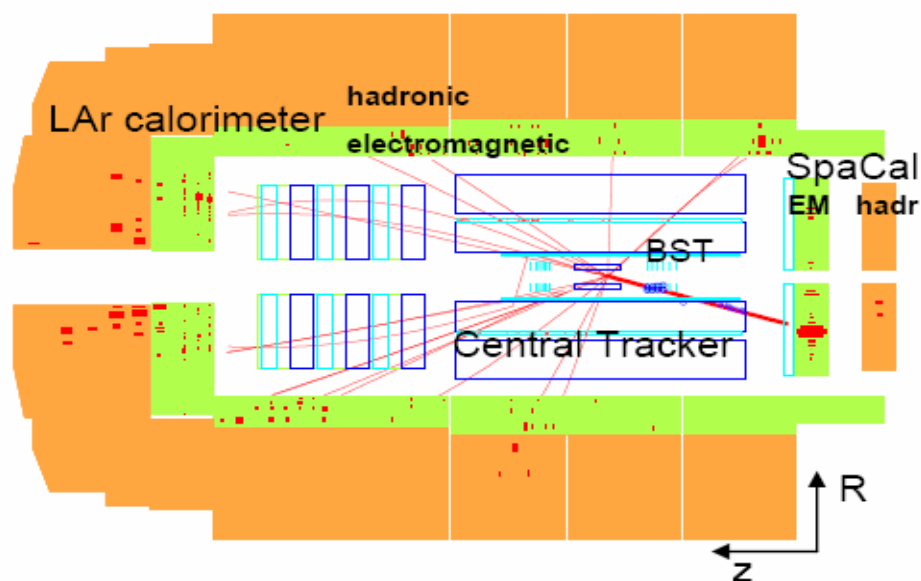 hadronic
LAr calorimeter
electromagnetic
SpaCal
EM hadr
BST
Central Tracker
R
z